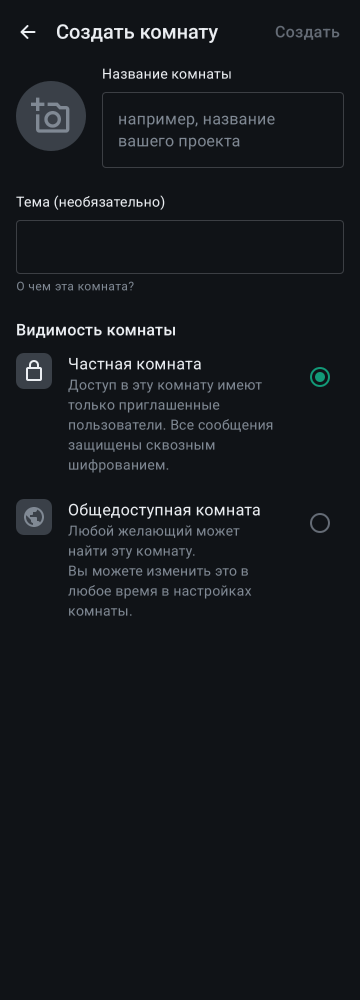 Создать комнату
Создать
Название комнаты
например, название
вашего проекта
Тема (необязательно)
О чем эта комната?
Видимость комнаты
Частная комната
Доступ в эту комнату имеют
только приглашенные
пользователи. Все сообщения
защищены сквозным
шифрованием.
Общедоступная комната
Любой желающий может
найти эту комнату.
Вы можете изменить это в
любое время в настройках
комнаты.